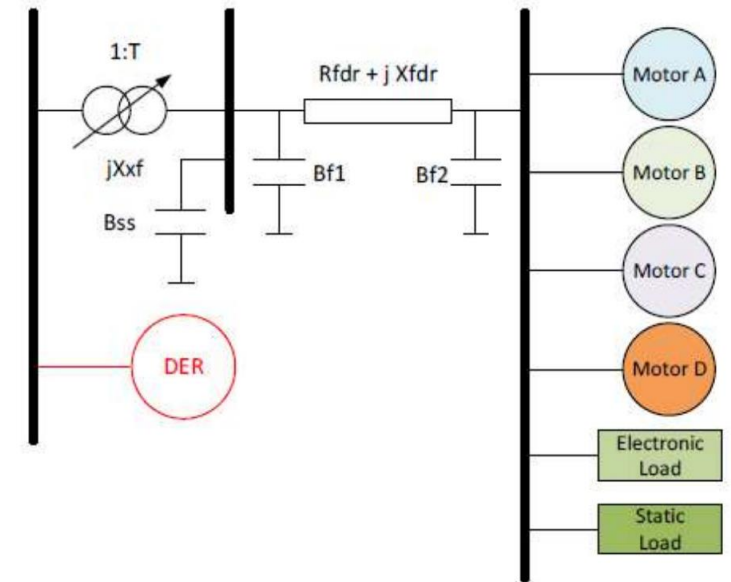 1:T
Rfdr + j Xfdr
jXxf
Bss
Bf1
Bf2
DER
Motor A
Motor B
Motor C
Motor D
Electronic
Load
Static
Load